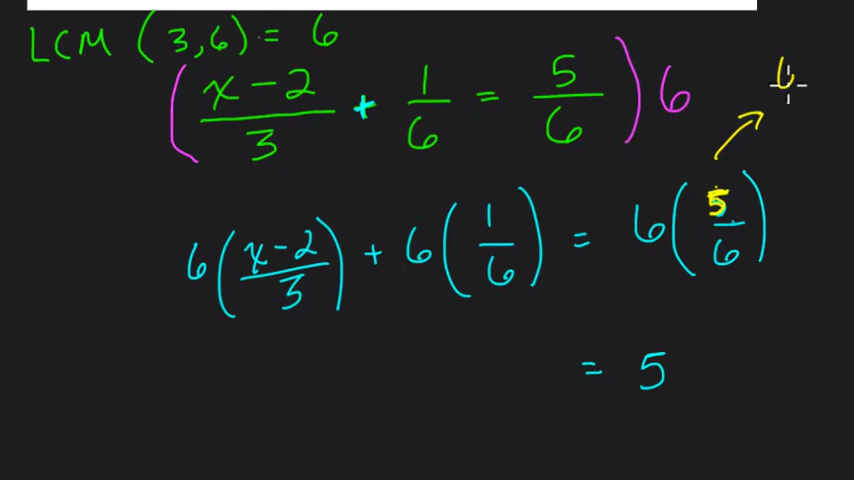 LCM (3,6) = 6
(x-2/3 + 1/6 = 5/6) 6
6(x-2/3) + 6(1/6) = 6(5/6)
= 5